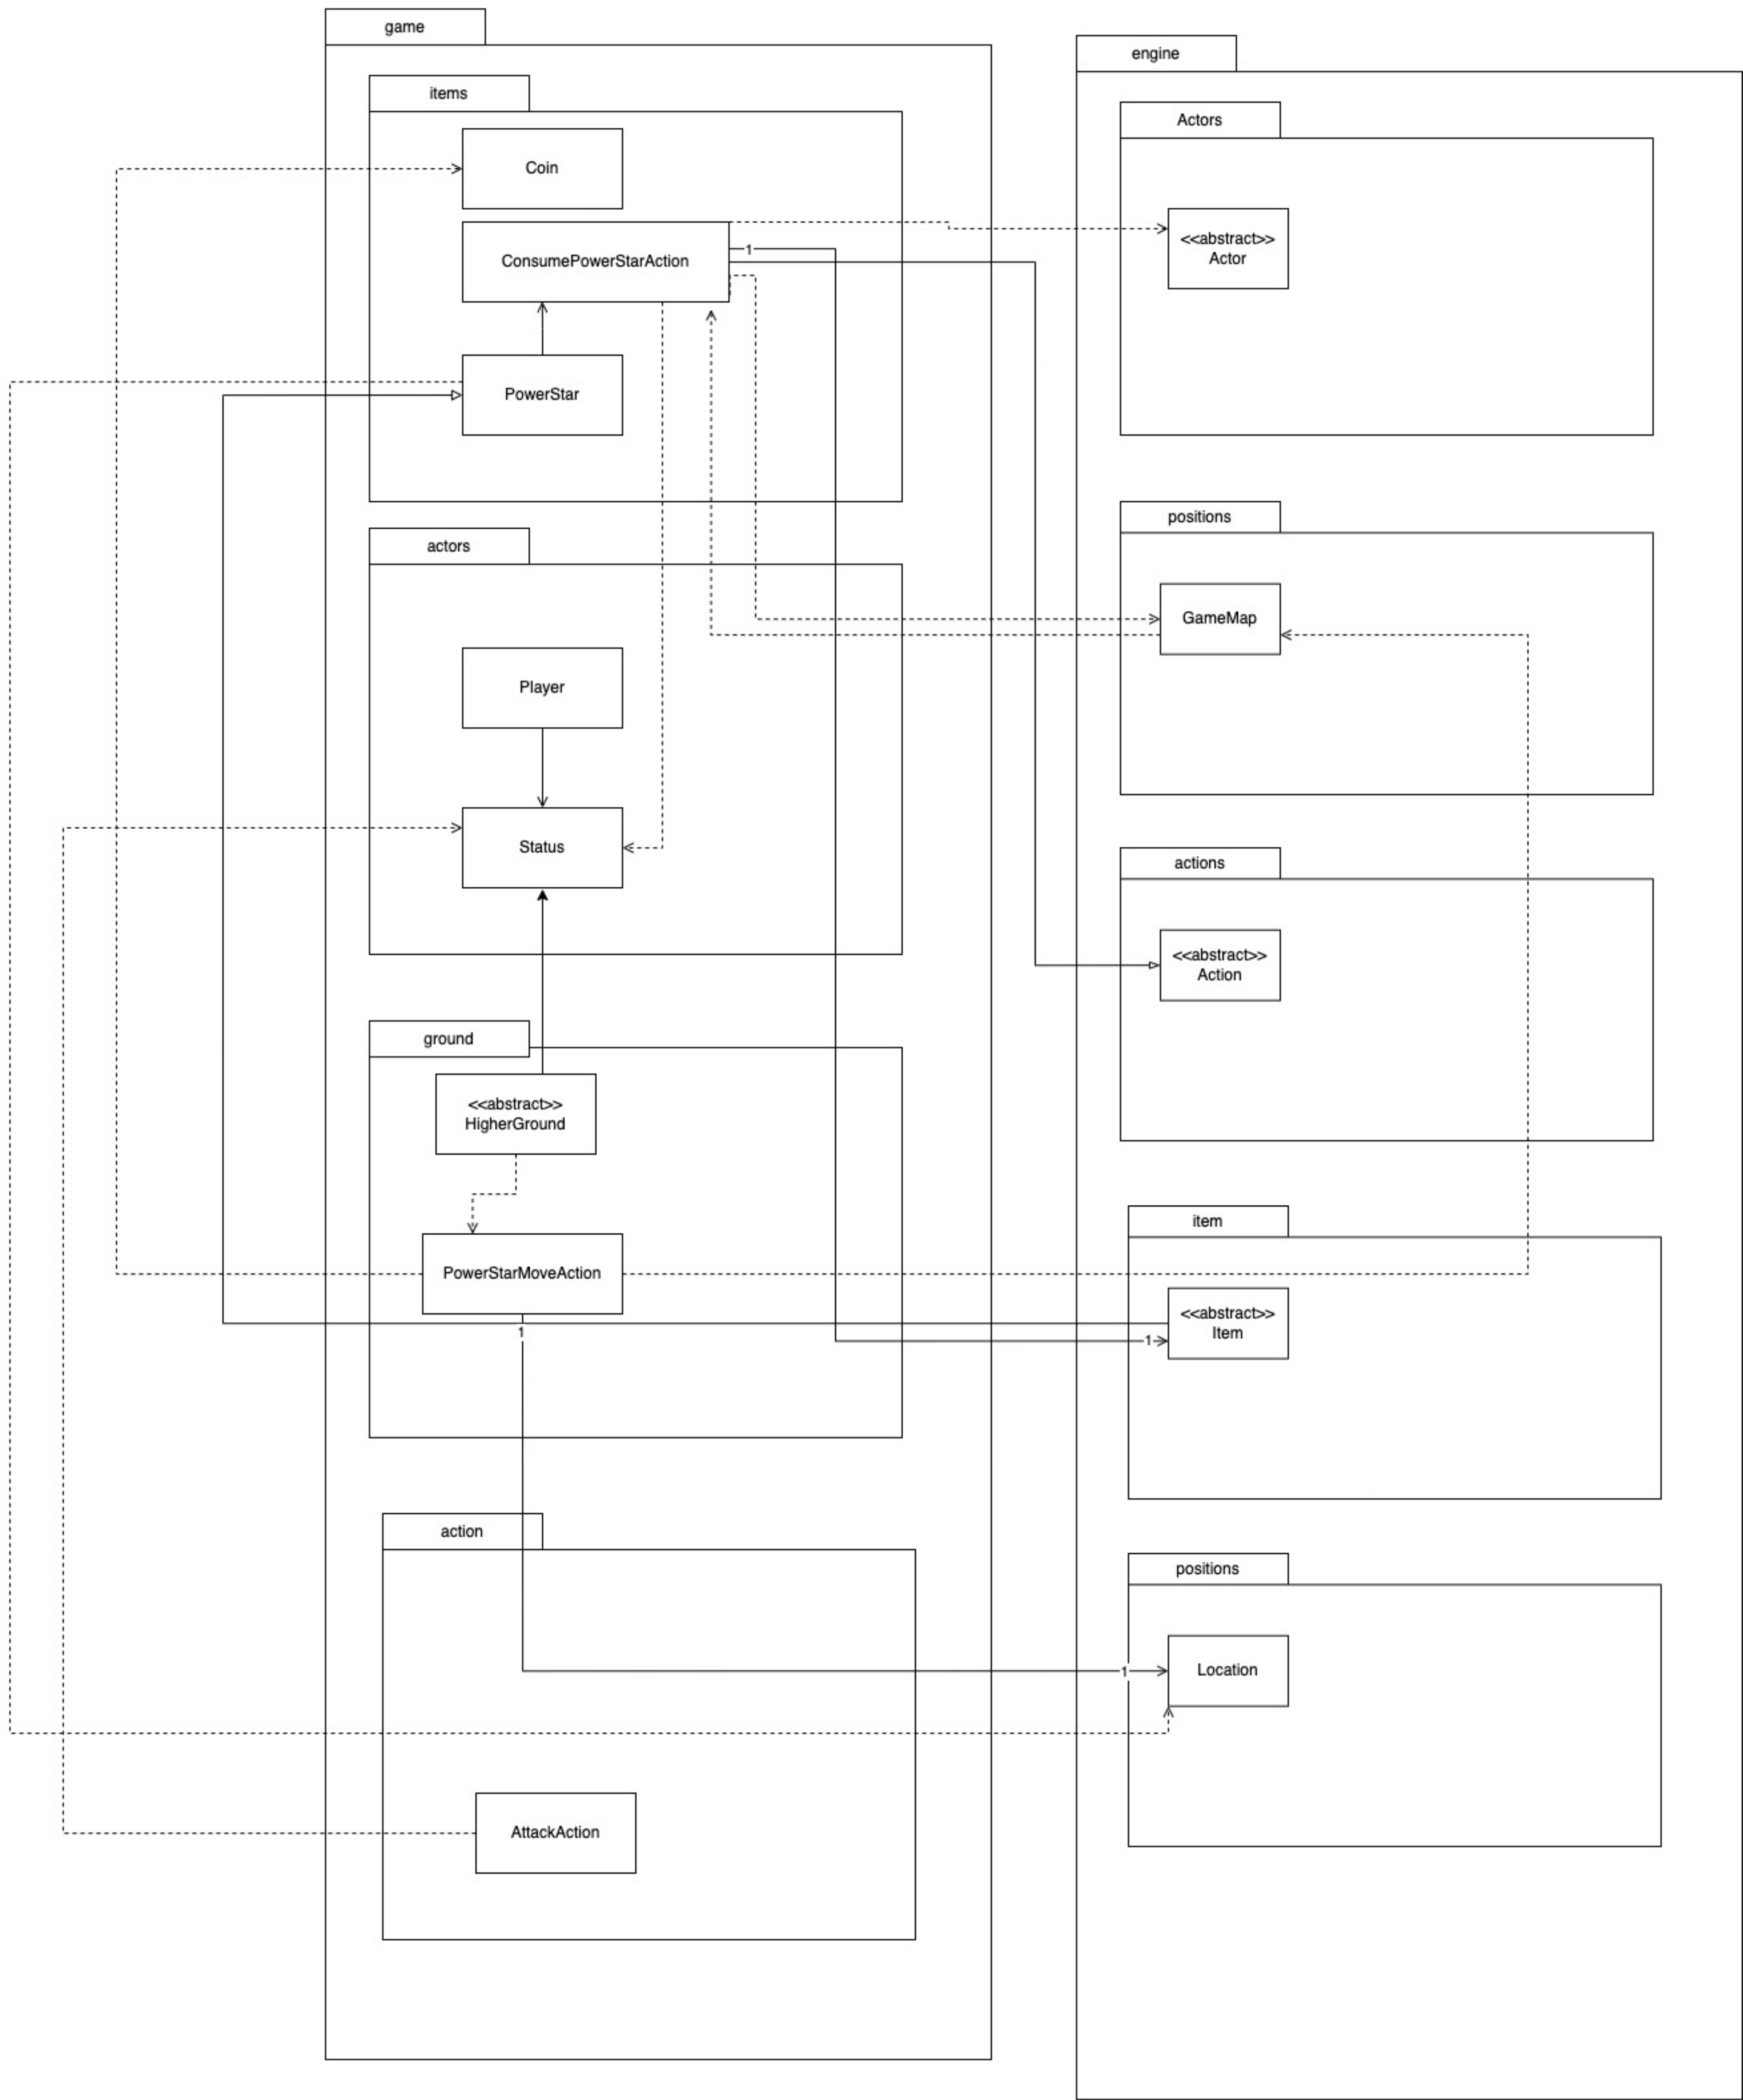 game
items
Coin
ConsumePowerStarAction
1
PowerStar
actors
Player
Status
ground
<<abstract>>
HigherGround
PowerStarMoveAction
1
action
AttackAction
engine
Actors
<<abstract>>
Actor
positions
GameMap
actions
<<abstract>>
Action
item
<<abstract>>
Item
1
positions
Location
1